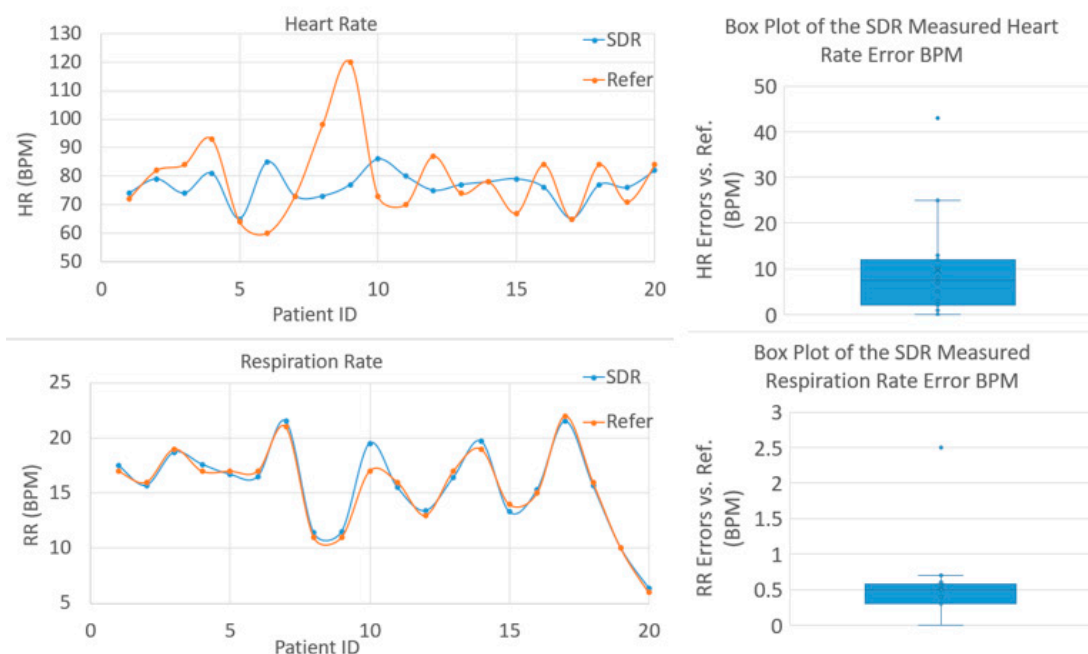 Heart Rate
SDR
Refer
130
120
110
100
90
80
70
60
50
HR (BPM)
0
5
10
15
20
Patient ID
Box Plot of the SDR Measured Heart
Rate Error BPM
50
40
30
20
10
0
HR Errors vs. Ref.
(BPM)
Respiration Rate
SDR
Refer
25
20
15
10
5
RR (BPM)
0
5
10
15
20
Patient ID
Box Plot of the SDR Measured
Respiration Rate Error BPM
3
2.5
2
1.5
1
0.5
0
RR Errors vs. Ref.
(BPM)